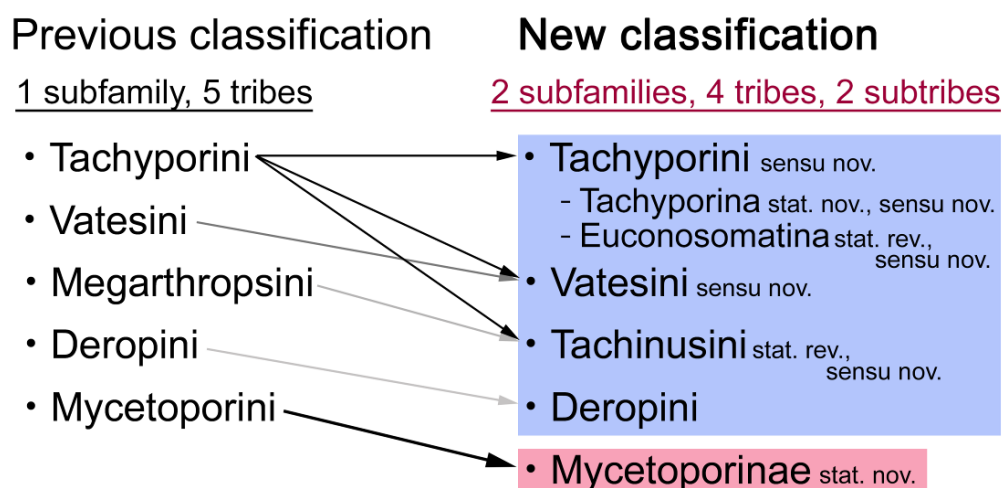 Previous classification
1 subfamily, 5 tribes
• Tachyporini
• Vatesini
• Megarthropsini
• Deropini
• Mycetoporini
New classification
2 subfamilies, 4 tribes, 2 subtribes
• Tachyporini sensu nov.
- Tachyporina stat. nov., sensu nov.
- Euconosomatina stat. rev.,
sensu nov.
• Vatesini sensu nov.
• Tachinusini stat. rev.,
sensu nov.
• Deropini
• Mycetoporinae stat. nov.